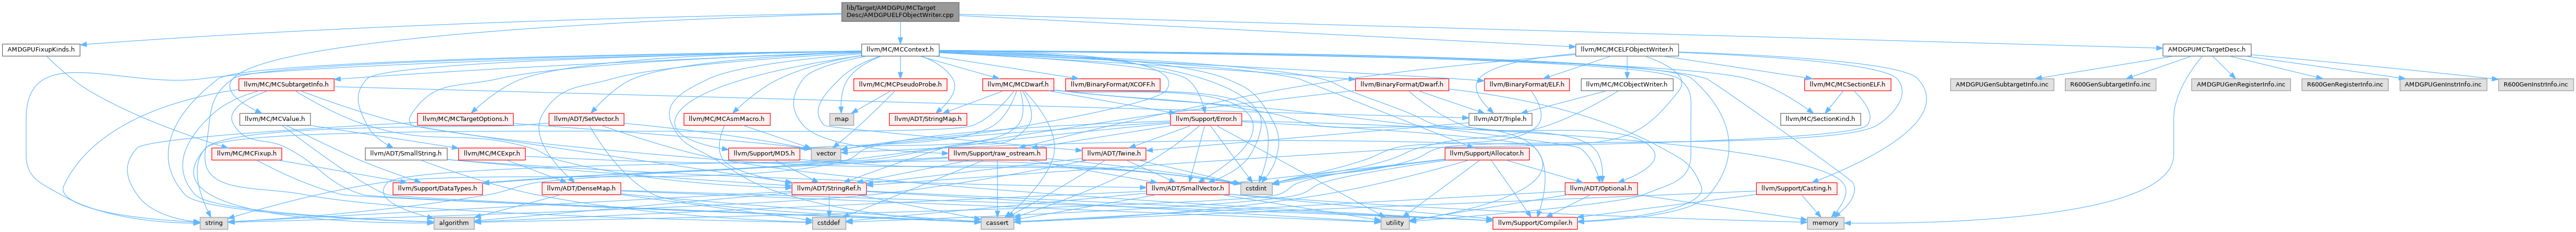 lib/Target/AMDGPU/MCTarget
Desc/AMDGPUELFObjectWriter.cpp
AMDGPUFixupKinds.h
llvm/MC/MCContext.h
llvm/MC/MCELFObjectWriter.h
AMDGPUMCTargetDesc.h
llvm/MC/MCSubtargetInfo.h
llvm/MC/MCPseudoProbe.h
llvm/MC/MCDwarf.h
llvm/BinaryFormat/XCOFF.h
llvm/BinaryFormat/Dwarf.h
llvm/BinaryFormat/ELF.h
llvm/MC/MCObjectWriter.h
llvm/MC/MCSectionELF.h
AMDGPUGenSubtargetInfo.inc
R600GenSubtargetInfo.inc
AMDGPUGenRegisterInfo.inc
R600GenRegisterInfo.inc
AMDGPUGenInstrInfo.inc
R600GenInstrInfo.inc
llvm/MC/MCValue.h
llvm/MC/MCTargetOptions.h
llvm/ADT/SetVector.h
llvm/MC/MCAsmMacro.h
map
llvm/ADT/StringMap.h
llvm/Support/Error.h
llvm/ADT/Triple.h
llvm/MC/SectionKind.h
llvm/MC/MCFixup.h
llvm/ADT/SmallString.h
llvm/MC/MCExpr.h
llvm/Support/MD5.h
vector
llvm/Support/raw_ostream.h
llvm/ADT/Twine.h
llvm/Support/Allocator.h
llvm/Support/DataTypes.h
llvm/ADT/DenseMap.h
llvm/ADT/StringRef.h
llvm/ADT/SmallVector.h
cstdint
llvm/ADT/Optional.h
llvm/Support/Casting.h
string
algorithm
cstddef
cassert
utility
llvm/Support/Compiler.h
memory